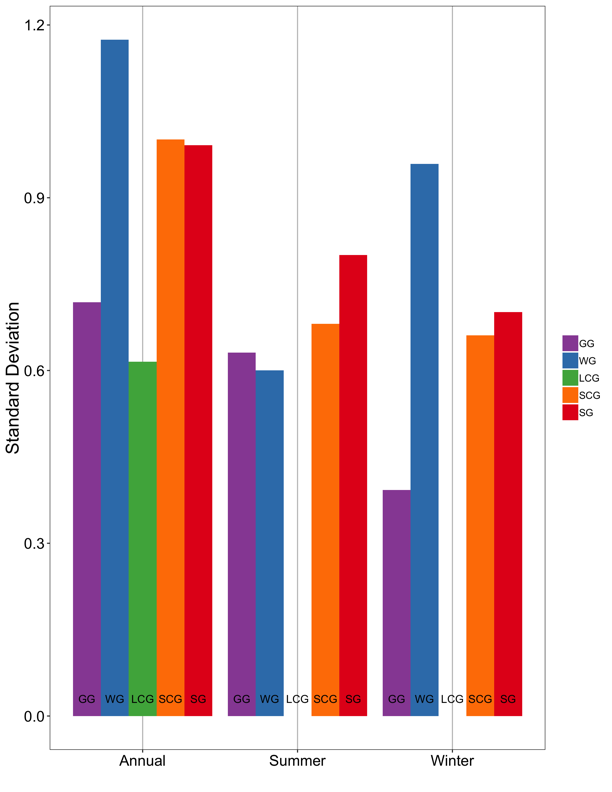 1.2
0.9
0.6
0.3
0.0
Standard Deviation
GG WG LCG SCG SG GG WG LCG SCG SG GG WG LCG SCG SG
Annual Summer Winter
GG
WG
LCG
SCG
SG